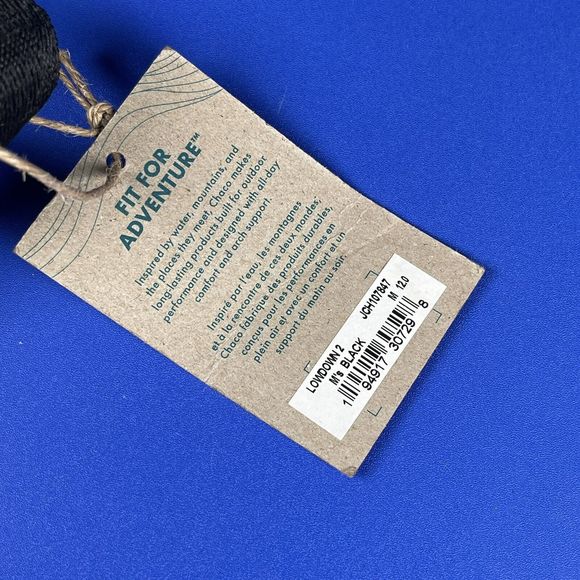 FIT FOR
ADVENTURE™
Inspired by water, mountains, and
the places they meet, Chaco makes
long-lasting products built for outdoor
performance and designed with all-day
comfort and arch support.
Inspiré par l'eau, les montagnes
et à la rencontre de ces deux mondes,
Chaco fabrique des produits durables,
conçus pour les performances en
plein air et avec un confort et un
support du matin au soir.
LOWDOWN 2 JCH107847
M's BLACK M 12.0
1 94917 30729 8